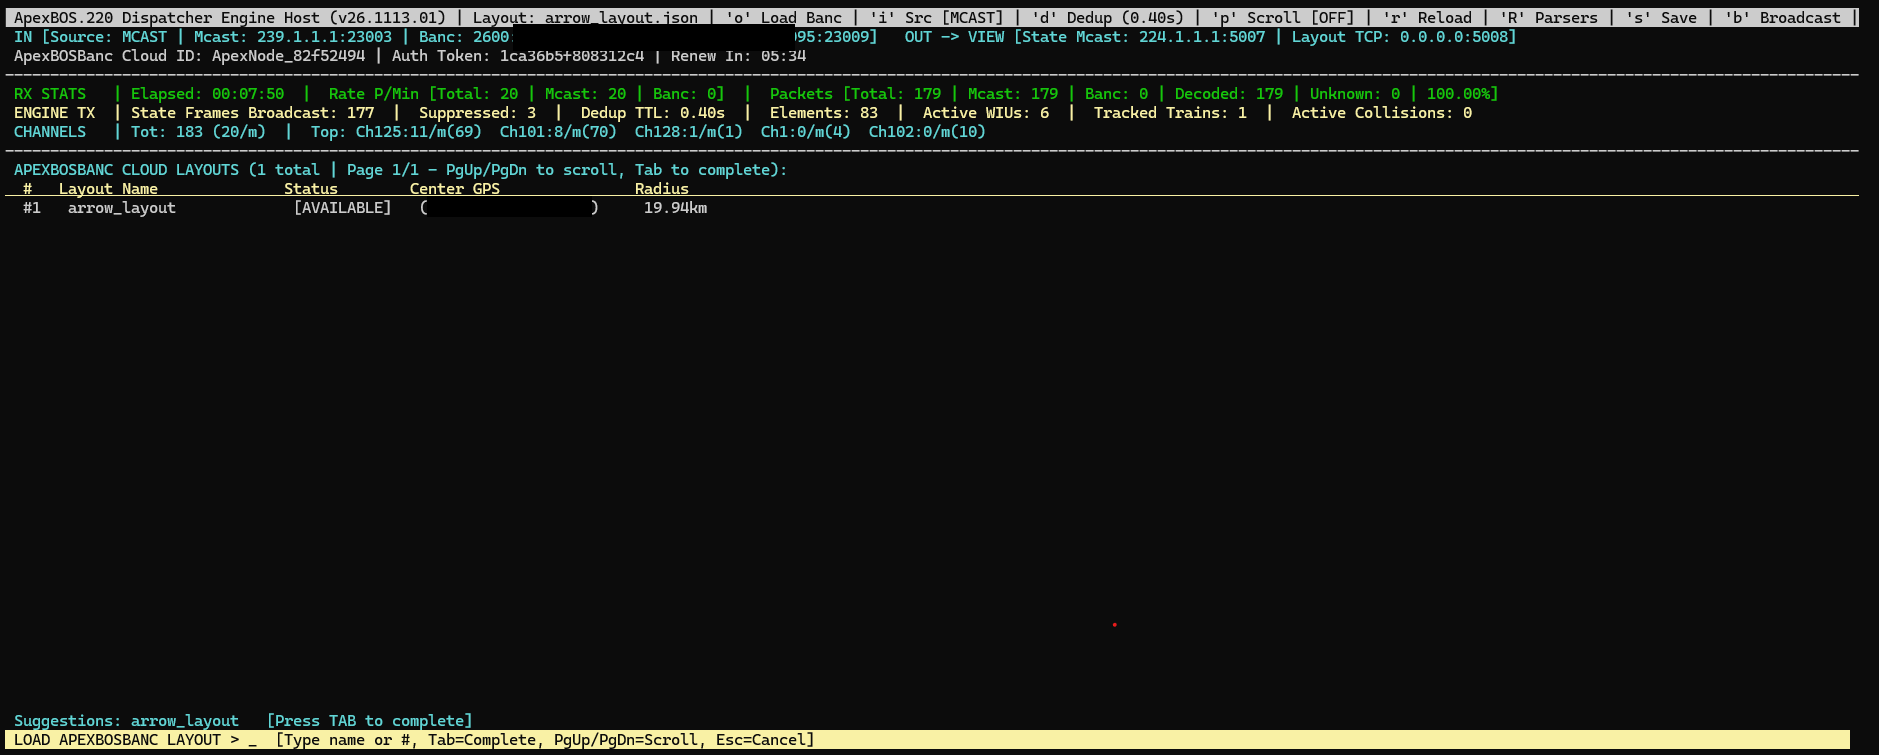 ApexBOS.220 Dispatcher Engine Host (v26.1113.01) | Layout: arrow_layout.json | 'o' Load Banc | 'i' Src [MCAST] | 'd' Dedup (0.40s) | 'p' Scroll [OFF] | 'r' Reload | 'R' Parsers | 's' Save | 'b' Broadcast |
IN [Source: MCAST | Mcast: 239.1.1.1:23003 | Banc: 2600: 095:23009] OUT -> VIEW [State Mcast: 224.1.1.1:5007 | Layout TCP: 0.0.0.0:5008]
ApexBOSBanc Cloud ID: ApexNode_82f52494 | Auth Token: 1ca36b5f808312c4 | Renew In: 05:34
RX STATS | Elapsed: 00:07:50 | Rate P/Min [Total: 20 | Mcast: 20 | Banc: 0] | Packets [Total: 179 | Mcast: 179 | Banc: 0 | Decoded: 179 | Unknown: 0 | 100.00%]
ENGINE TX | State Frames Broadcast: 177 | Suppressed: 3 | Dedup TTL: 0.40s | Elements: 83 | Active WIUs: 6 | Tracked Trains: 1 | Active Collisions: 0
CHANNELS | Tot: 183 (20/m) | Top: Ch125:11/m(69) Ch101:8/m(70) Ch128:1/m(1) Ch1:0/m(4) Ch102:0/m(10)
APEXBOSBANC CLOUD LAYOUTS (1 total | Page 1/1 - PgUp/PgDn to scroll, Tab to complete):
# Layout Name Status Center GPS Radius
#1 arrow_layout [AVAILABLE] ( ) 19.94km
Suggestions: arrow_layout [Press TAB to complete]
LOAD APEXBOSBANC LAYOUT > _ [Type name or #, Tab=Complete, PgUp/PgDn=Scroll, Esc=Cancel]